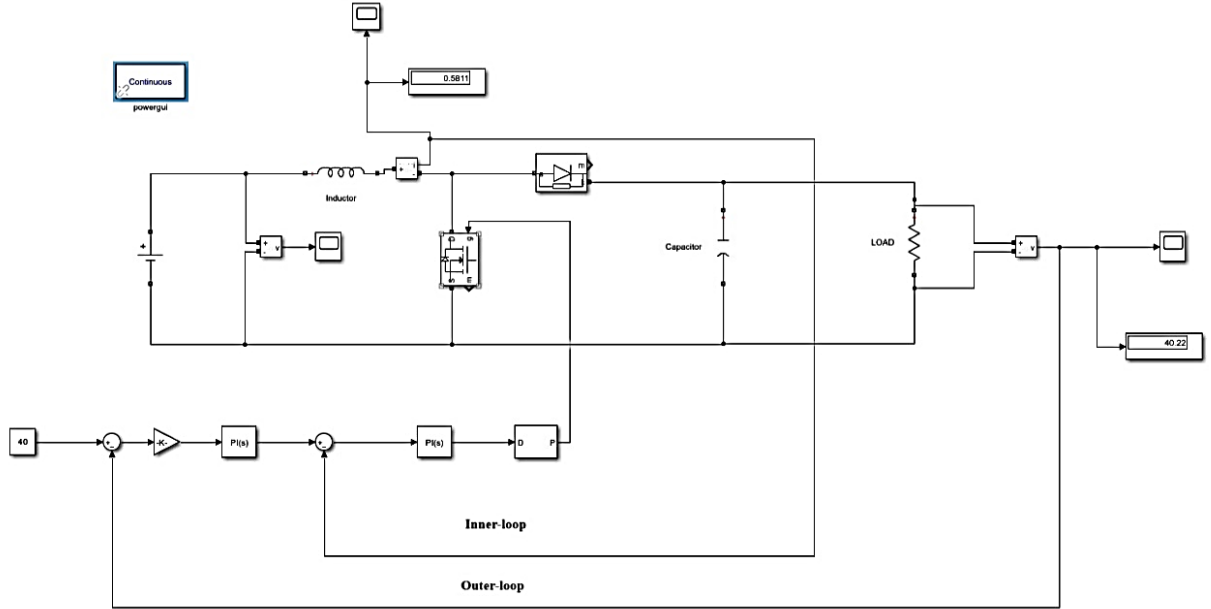 0.5811
Continuous
powergui
+
-
Inductor
+
+
-
v
g
D
S
m
a
k
m
Capacitor
LOAD
+
-
v
40.22
40
+
-
-K-
PI(s)
+
-
PI(s)
D
P
Inner-loop
Outer-loop